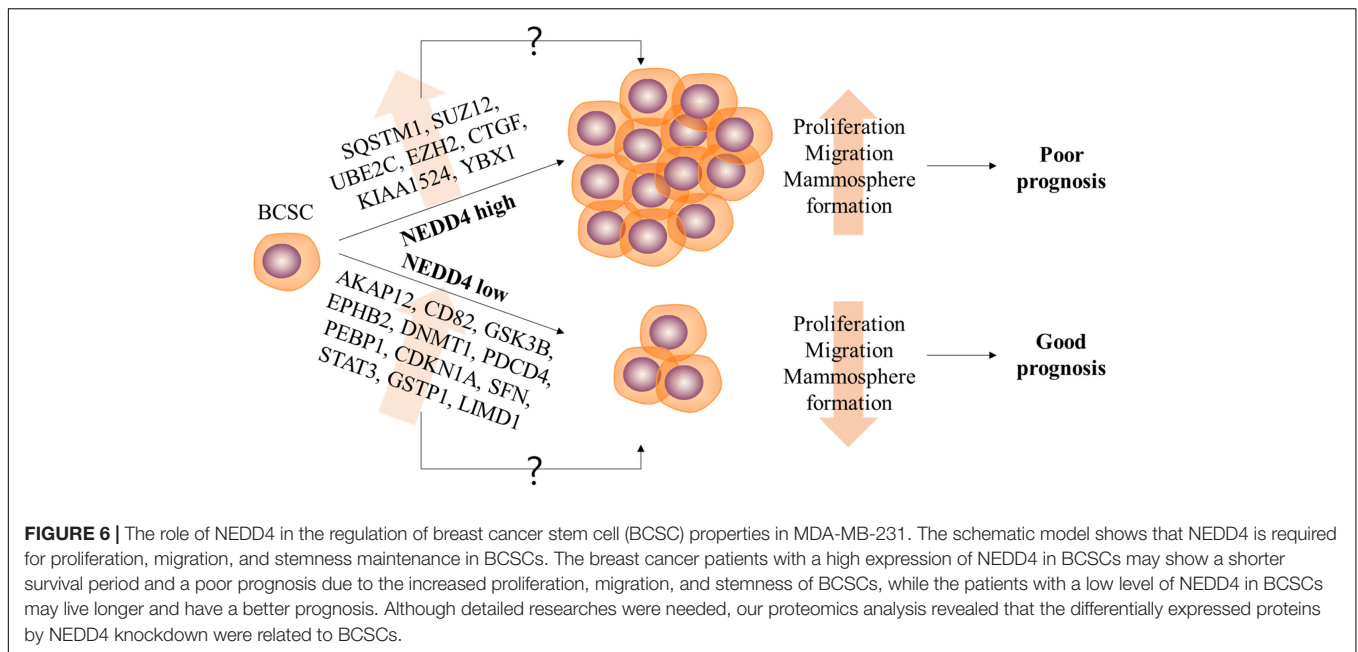 ?
SQSTM1, SUZ12,
UBE2C, EZH2, CTGF,
KIAA1524, YBX1
BCSC
NEDD4 high
NEDD4 low
AKAP12, CD82, GSK3B,
EPHB2, DNMT1, PDCD4,
PEBP1, CDKN1A, SFN,
STAT3, GSTP1, LIMD1
?
Proliferation
Migration
Mammosphere
formation
Poor
prognosis
Proliferation
Migration
Mammosphere
formation
Good
prognosis
FIGURE 6 | The role of NEDD4 in the regulation of breast cancer stem cell (BCSC) properties in MDA-MB-231. The schematic model shows that NEDD4 is required
for proliferation, migration, and stemness maintenance in BCSCs. The breast cancer patients with a high expression of NEDD4 in BCSCs may show a shorter
survival period and a poor prognosis due to the increased proliferation, migration, and stemness of BCSCs, while the patients with a low level of NEDD4 in BCSCs
may live longer and have a better prognosis. Although detailed researches were needed, our proteomics analysis revealed that the differentially expressed proteins
by NEDD4 knockdown were related to BCSCs.